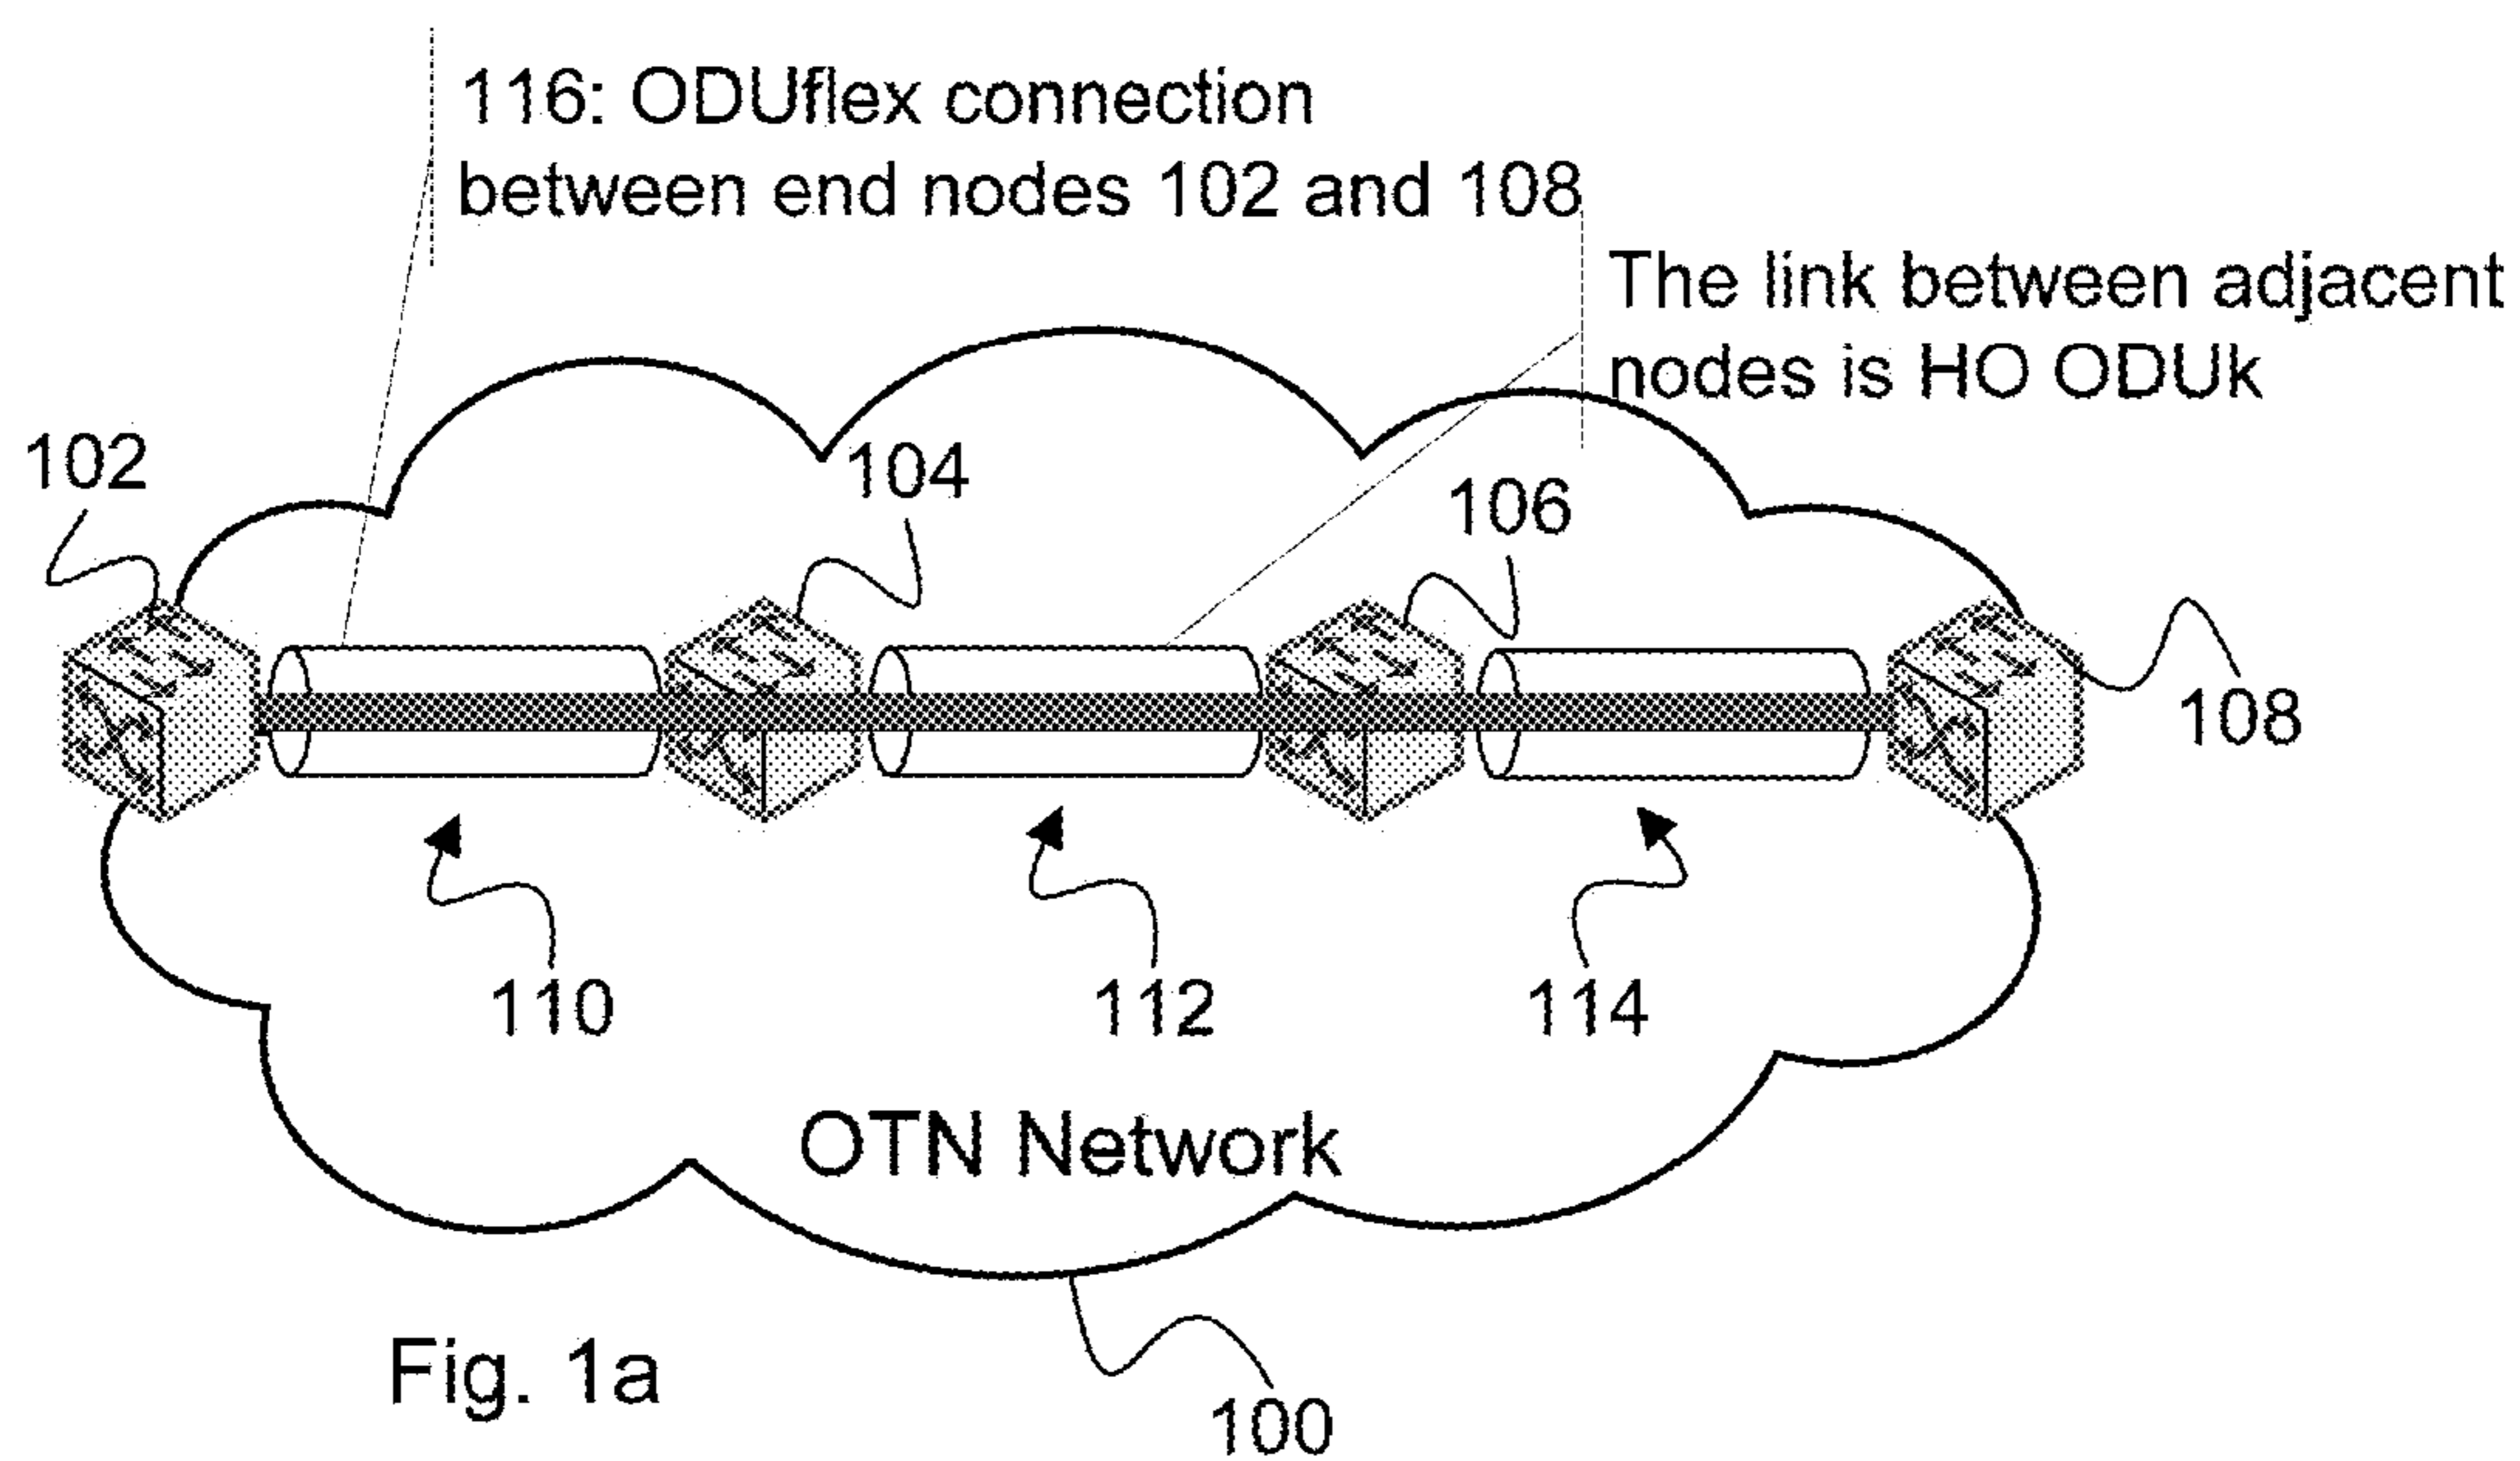 116: ODUflex connection
between end nodes 102 and 108
The link between adjacent
nodes is HO ODUk
102
104
106
108
110
112
114
OTN Network
Fig. 1a
100